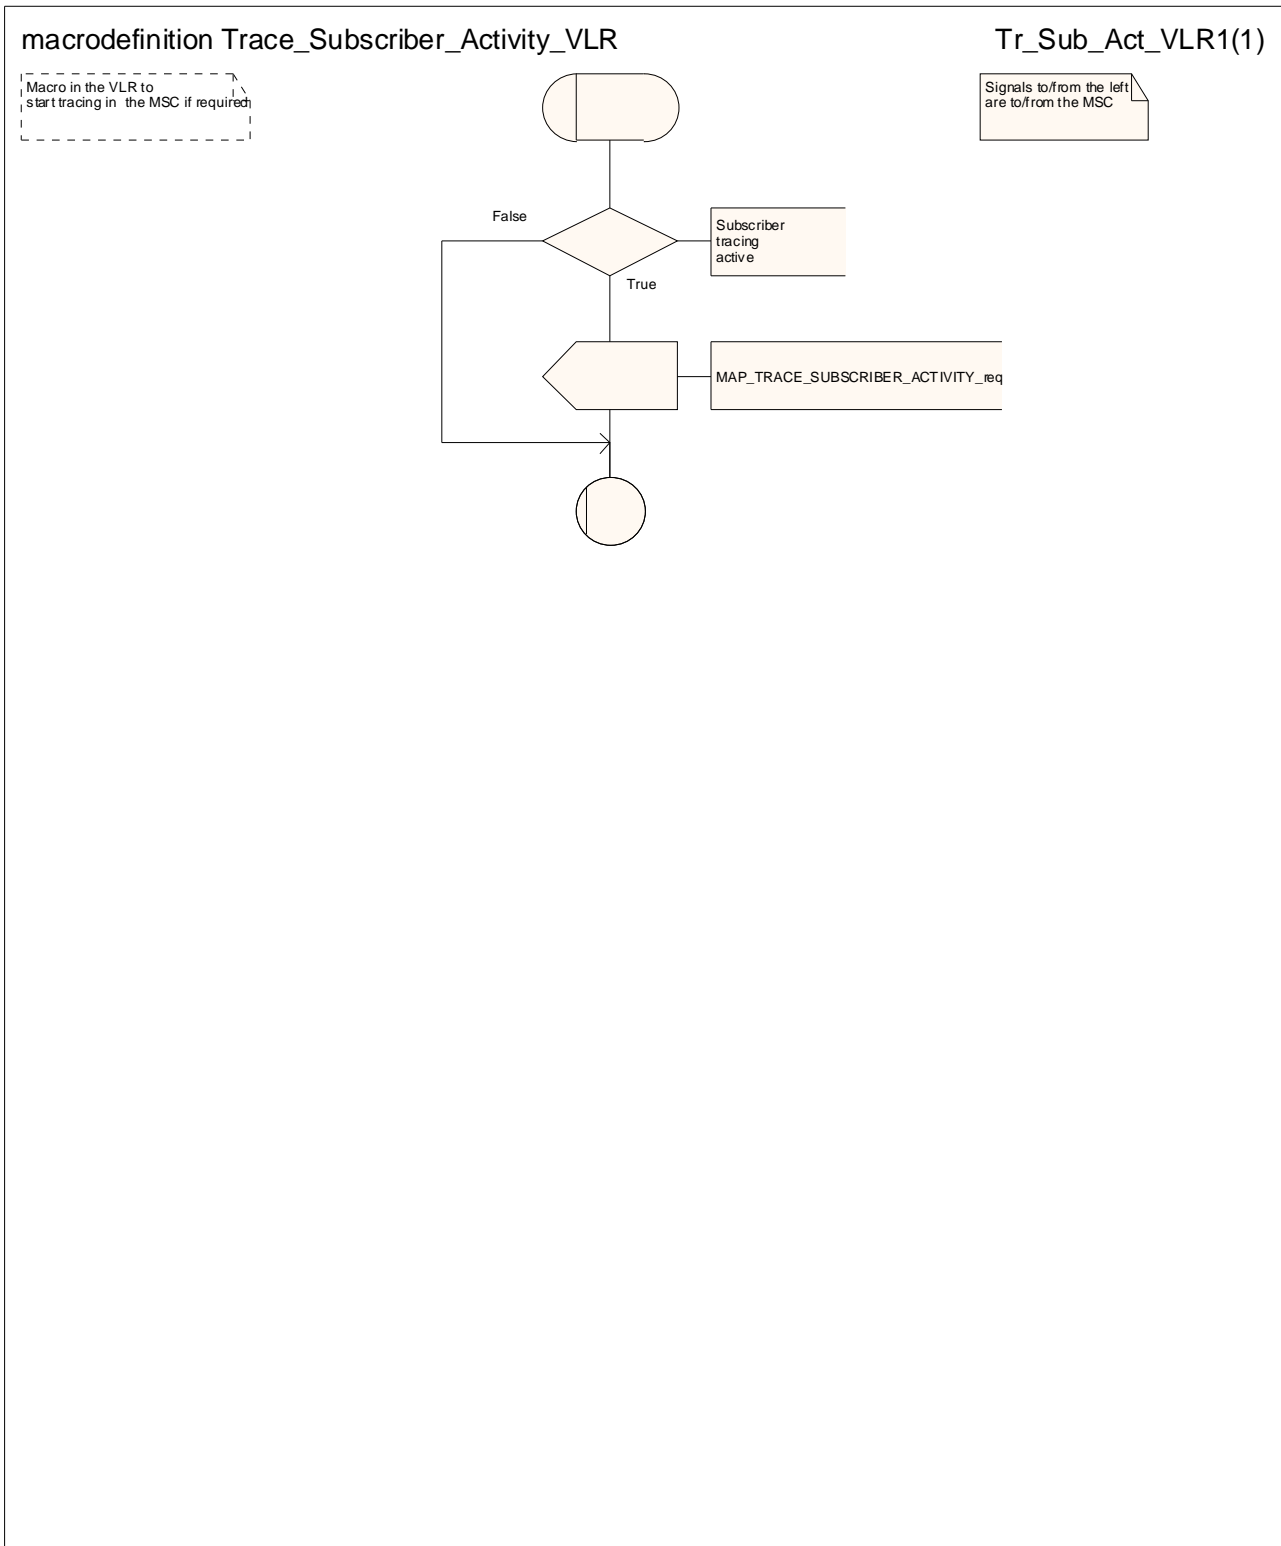 macrodefinition Trace_Subscriber_Activity_VLR
Tr_Sub_Act_VLR1(1)
Macro in the VLR to
start tracing in the MSC if required
Signals to/from the left
are to/from the MSC
False
Subscriber
tracing
active
True
MAP_TRACE_SUBSCRIBER_ACTIVITY_req